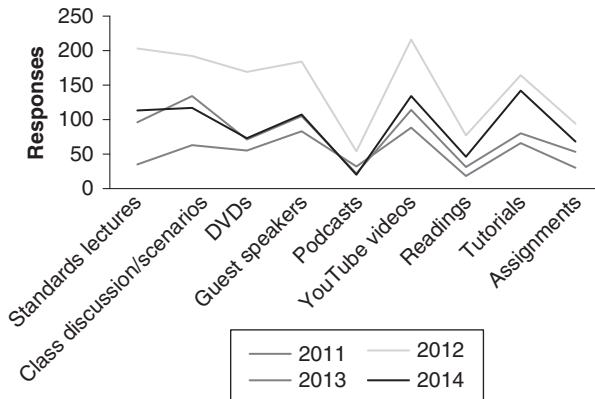 250
200
150
100
50
0
Responses
Standards lectures
Class discussion/scenarios
DVDs
Guest speakers
Podcasts
YouTube videos
Readings
Tutorials
Assignments
2011 2012
2013 2014